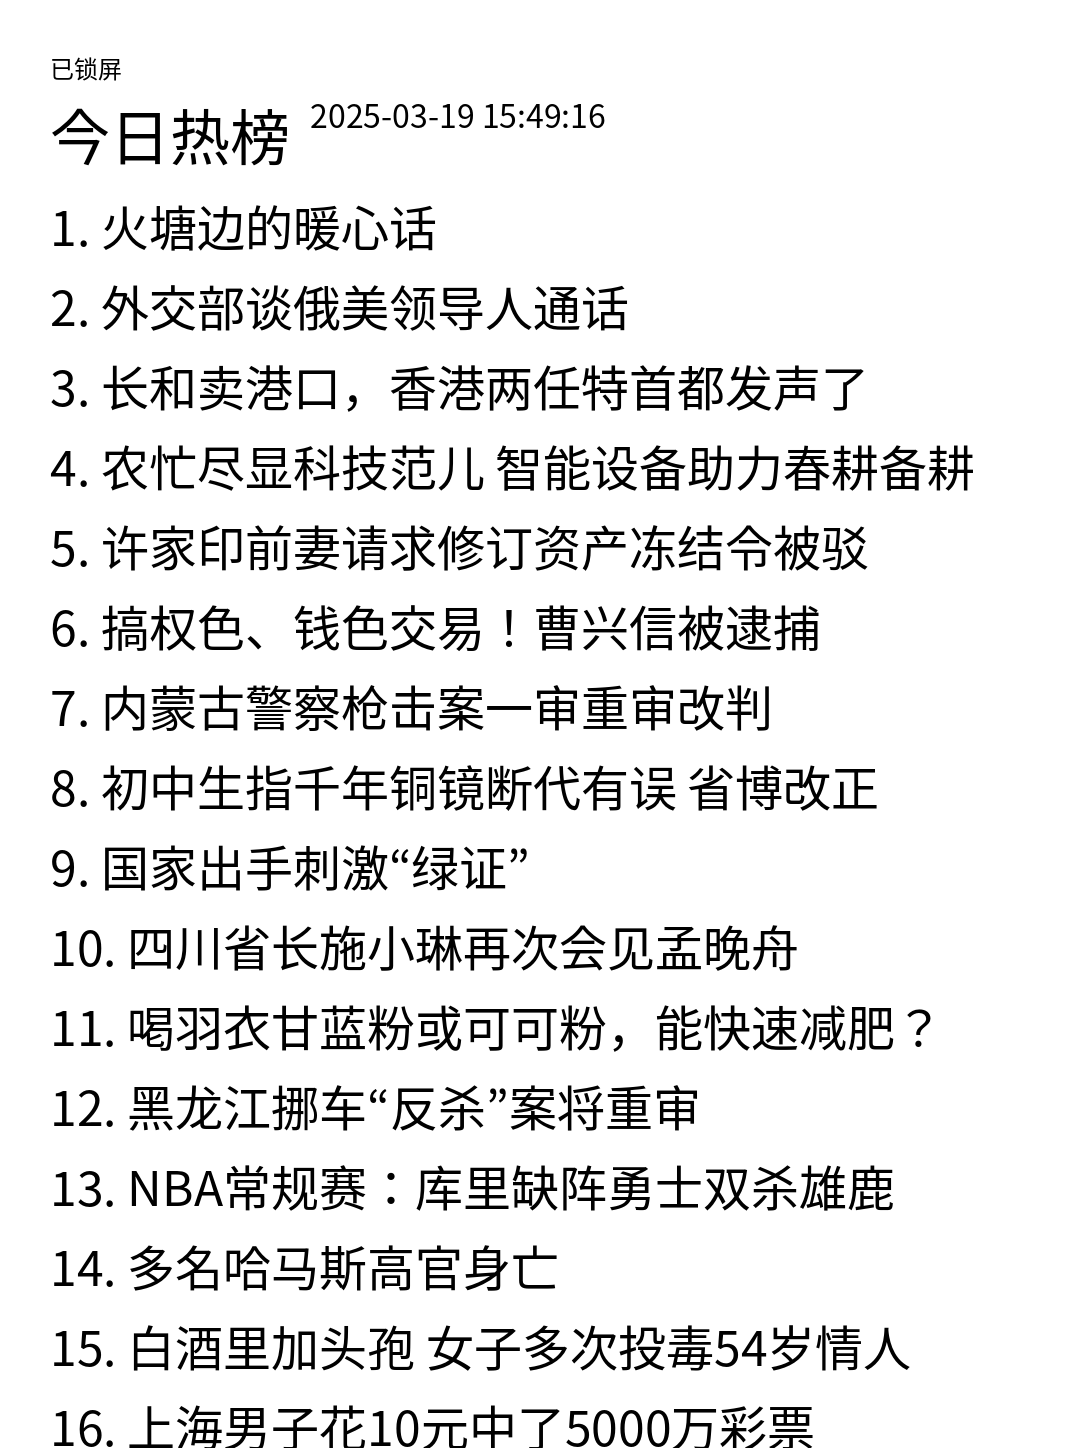 已锁屏
今日热榜 2025-03-19 15:49:16
1. 火塘边的暖心话
2. 外交部谈俄美领导人通话
3. 长和卖港口，香港两任特首都发声了
4. 农忙尽显科技范儿 智能设备助力春耕备耕
5. 许家印前妻请求修订资产冻结令被驳
6. 搞权色、钱色交易！曹兴信被逮捕
7. 内蒙古警察枪击案一审重审改判
8. 初中生指千年铜镜断代有误 省博改正
9. 国家出手刺激“绿证”
10. 四川省长施小琳再次会见孟晚舟
11. 喝羽衣甘蓝粉或可可粉，能快速减肥？
12. 黑龙江挪车“反杀”案将重审
13. NBA常规赛：库里缺阵勇士双杀雄鹿
14. 多名哈马斯高官身亡
15. 白酒里加头孢 女子多次投毒54岁情人
16. 上海男子花10元中了5000万彩票